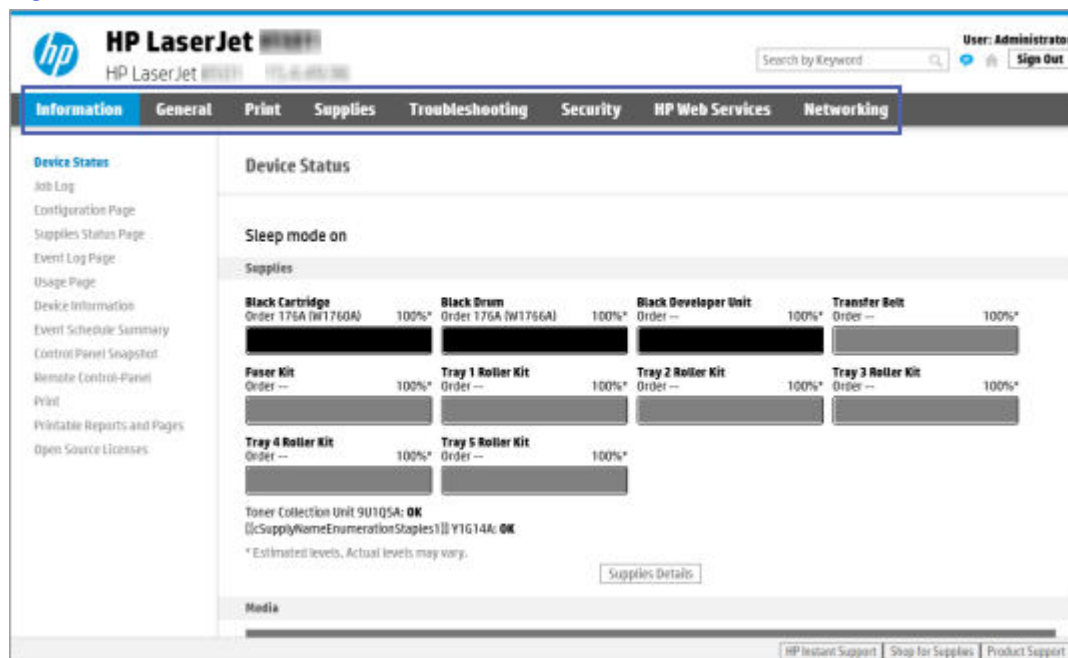 hp
HP LaserJet
HP LaserJet
User: Administrato
Search by Keyword
Sign Out
Information General Print Supplies Troubleshooting Security HP Web Services Networking
Device Status
Job Log
Configuration Page
Supplies Status Page
Event Log Page
Usage Page
Device Information
Event Schedule Summary
Control Panel Snapshot
Remote Control-Panel
Print
Printable Reports and Pages
Open Source Licenses
Device Status
Sleep mode on
Supplies
Black Cartridge Black Drum Black Developer Unit Transfer Belt
Order 176A (W1760A) 100%* Order 176A (W1766A) 100%* Order -- 100%* Order -- 100%*
Fuser Kit Tray 1 Roller Kit Tray 2 Roller Kit Tray 3 Roller Kit
Order -- 100%* Order -- 100%* Order -- 100%* Order -- 100%*
Tray 4 Roller Kit Tray 5 Roller Kit
Order -- 100%* Order -- 100%*
Toner Collection Unit 9U1Q5A: OK
[[cSupplyNameEnumerationStaples1]] Y1G14A: OK
* Estimated levels. Actual levels may vary.
Supplies Details
Media
HP Instant Support Shop for Supplies Product Support